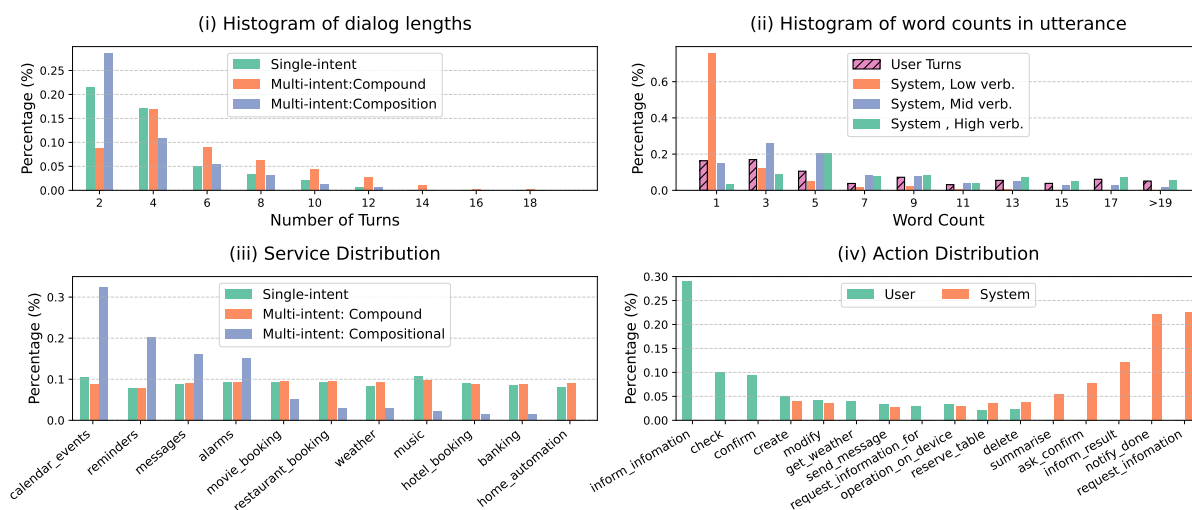 (i) Histogram of dialog lengths
Percentage (%)
0.25
0.20
0.15
0.10
0.05
0.00
Single-intent
Multi-intent:Compound
Multi-intent:Composition
2 4 6 8 10 12 14 16 18
Number of Turns
(ii) Histogram of word counts in utterance
Percentage (%)
0.6
0.4
0.2
0.0
User Turns
System, Low verb.
System, Mid verb.
System , High verb.
1 3 5 7 9 11 13 15 17 >19
Word Count
(iii) Service Distribution
Percentage (%)
0.3
0.2
0.1
0.0
Single-intent
Multi-intent: Compound
Multi-intent: Compositional
calendar_events
reminders
messages
alarms
movie_booking
restaurant_booking
weather
music
hotel_booking
banking
home_automation
(iv) Action Distribution
Percentage (%)
0.30
0.25
0.20
0.15
0.10
0.05
0.00
User System
inform_infomation
check
confirm
create
modify
get_weather
send_message
request_information_for
operation_on_device
reserve_table
delete
summarise
ask_confirm
inform_result
notify_done
request_infomation